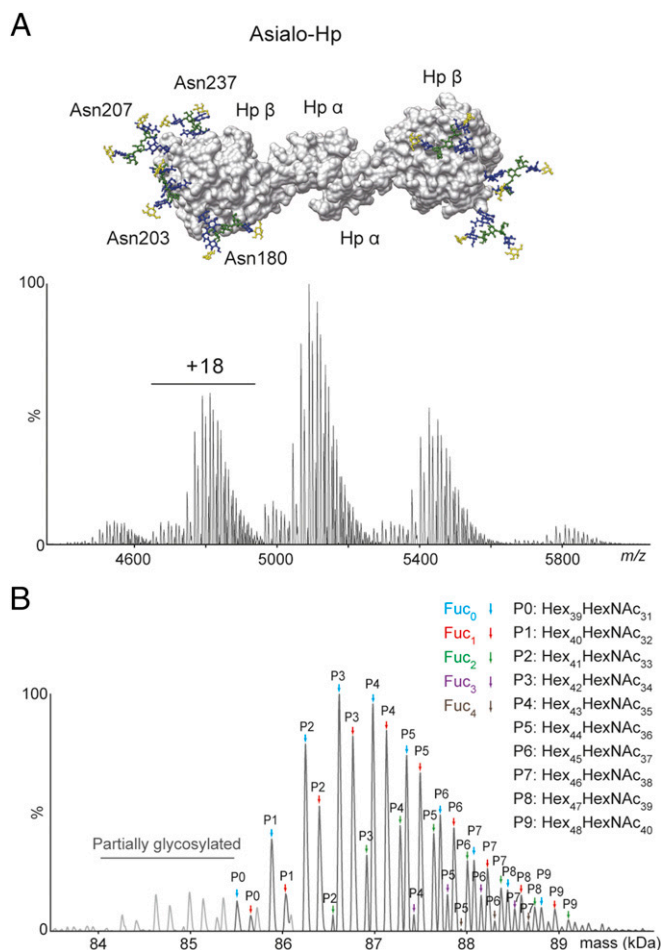 A
Asialo-Hp
Asn237
Hp β
Asn207
Hp β
Hp α
Asn203
Hp α
Asn180
100
+18
%
0
4600
5000
5400
5800
m/z
B
Fuc₀ ↓ P0: Hex₃₉HexNAc₃₁
Fuc₁ ↓ P1: Hex₄₀HexNAc₃₂
Fuc₂ ↓ P2: Hex₄₁HexNAc₃₃
Fuc₃ ↓ P3: Hex₄₂HexNAc₃₄
Fuc₄ ↓ P4: Hex₄₃HexNAc₃₅
P5: Hex₄₄HexNAc₃₆
P6: Hex₄₅HexNAc₃₇
P7: Hex₄₆HexNAc₃₈
P8: Hex₄₇HexNAc₃₉
P9: Hex₄₈HexNAc₄₀
100
%
0
Partially glycosylated
P0
P0
P1
P1
P2
P2
P2
P3
P3
P3
P4
P4
P4
P4
P5
P5
P5
P5
P5
P6
P6
P6
P6
P6
P7
P7
P7
P7
P7
P8
P8
P8
P9
P9
P9
84
85
86
87
88
89
mass (kDa)